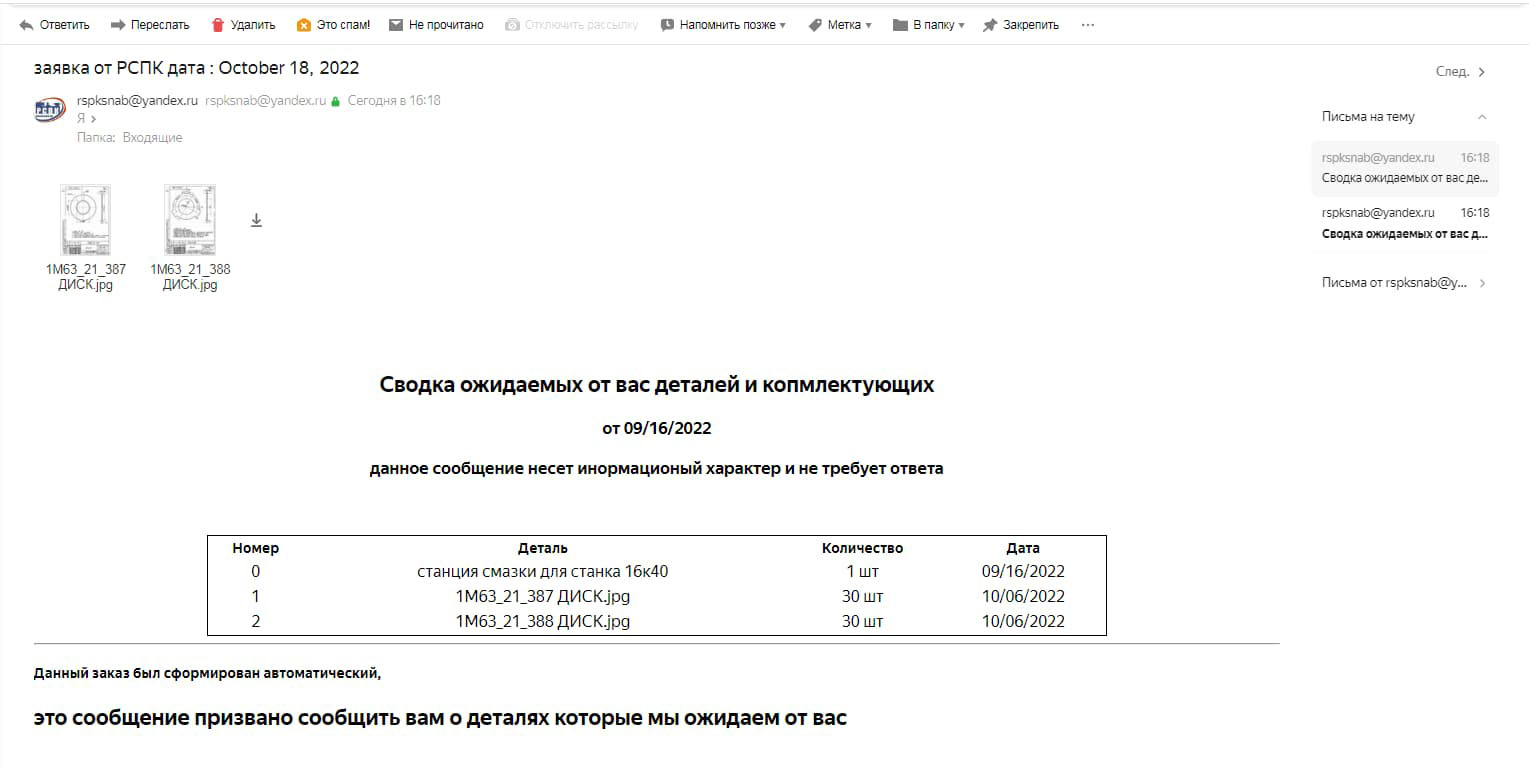 Ответить Переслать Удалить Это спам! Не прочитано Отключить рассылку Напомнить позже Метка В папку Закрепить ...
заявка от РСПК дата : October 18, 2022
След.
rspksnab@yandex.ru rspksnab@yandex.ru Сегодня в 16:18
Я
Папка: Входящие
Письма на тему
rspksnab@yandex.ru 16:18
Сводка ожидаемых от вас де...
rspksnab@yandex.ru 16:18
Сводка ожидаемых от вас д...
Письма от rspksnab@y...
1М63_21_387
ДИСК.jpg
1М63_21_388
ДИСК.jpg
Сводка ожидаемых от вас деталей и копмлектующих
от 09/16/2022
данное сообщение несет инормационый характер и не требует ответа
Номер Деталь Количество Дата
0 станция смазки для станка 16к40 1 шт 09/16/2022
1 1М63_21_387 ДИСК.jpg 30 шт 10/06/2022
2 1М63_21_388 ДИСК.jpg 30 шт 10/06/2022
Данный заказ был сформирован автоматический,
это сообщение призвано сообщить вам о деталях которые мы ожидаем от вас